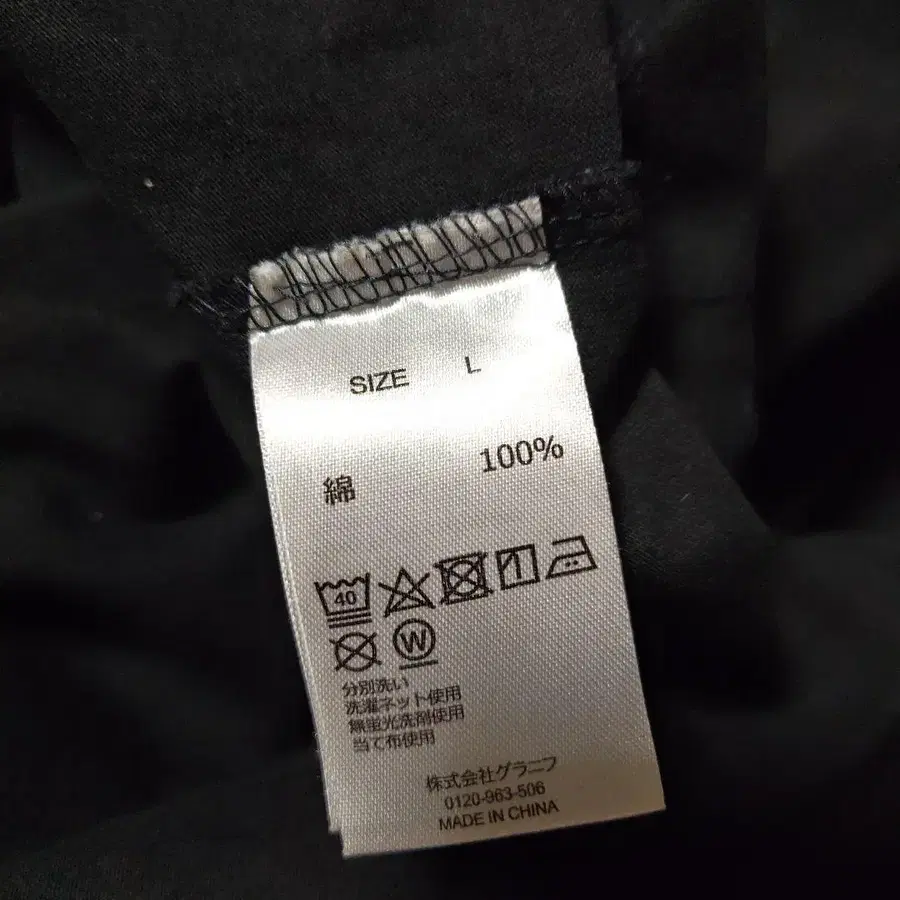 SIZE L
綿 100%
40
W
分別洗い
洗濯ネット使用
無蛍光洗剤使用
当て布使用
株式会社グラニフ
0120-963-506
MADE IN CHINA